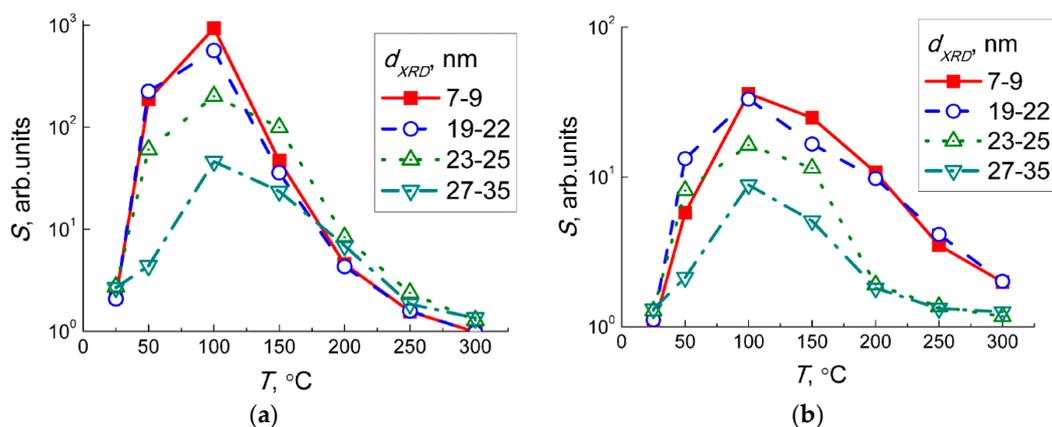 10³
10²
10¹
10⁰
S, arb.units
0 50 100 150 200 250 300
T, °C
d_XRD, nm
7-9
19-22
23-25
27-35
(a)
10²
10¹
10⁰
S, arb.units
0 50 100 150 200 250 300
T, °C
d_XRD, nm
7-9
19-22
23-25
27-35
(b)